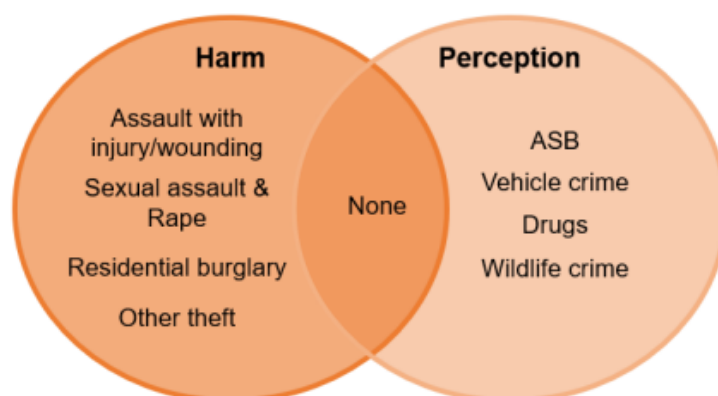 Harm
Assault with
injury/wounding
Sexual assault &
Rape
Residential burglary
Other theft
None
Perception
ASB
Vehicle crime
Drugs
Wildlife crime